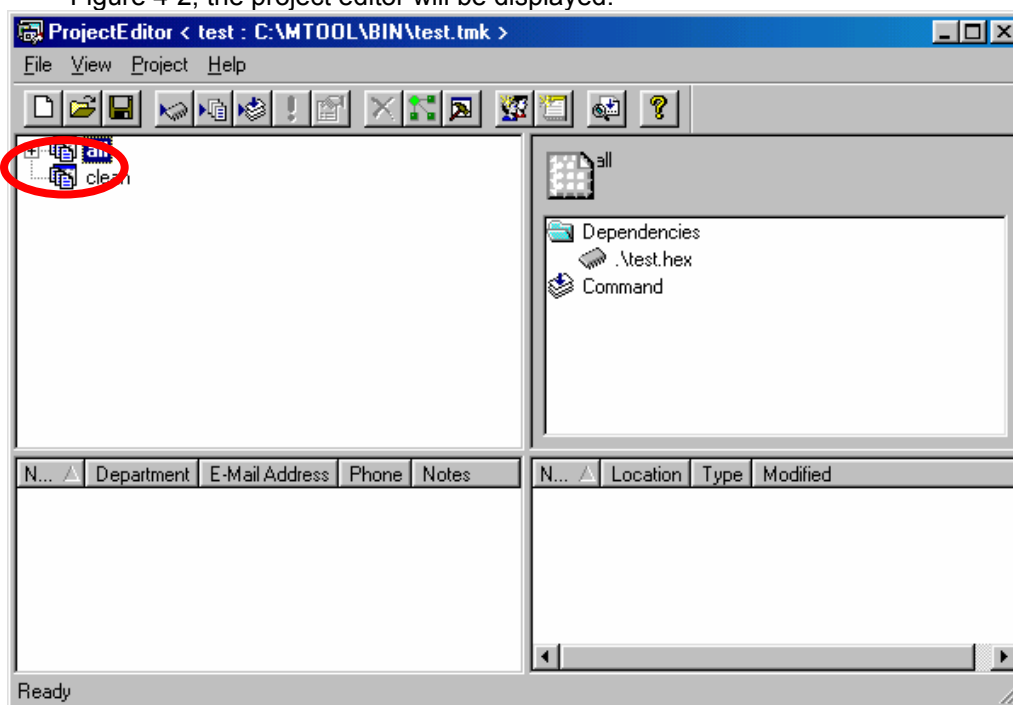 Figure 4-2, the project editor will be displayed.
ProjectEditor < test : C:\MTOOL\BIN\test.tmk >
File View Project Help
all
clean
all
Dependencies
.\test.hex
Command
N... Department E-Mail Address Phone Notes
N... Location Type Modified
Ready